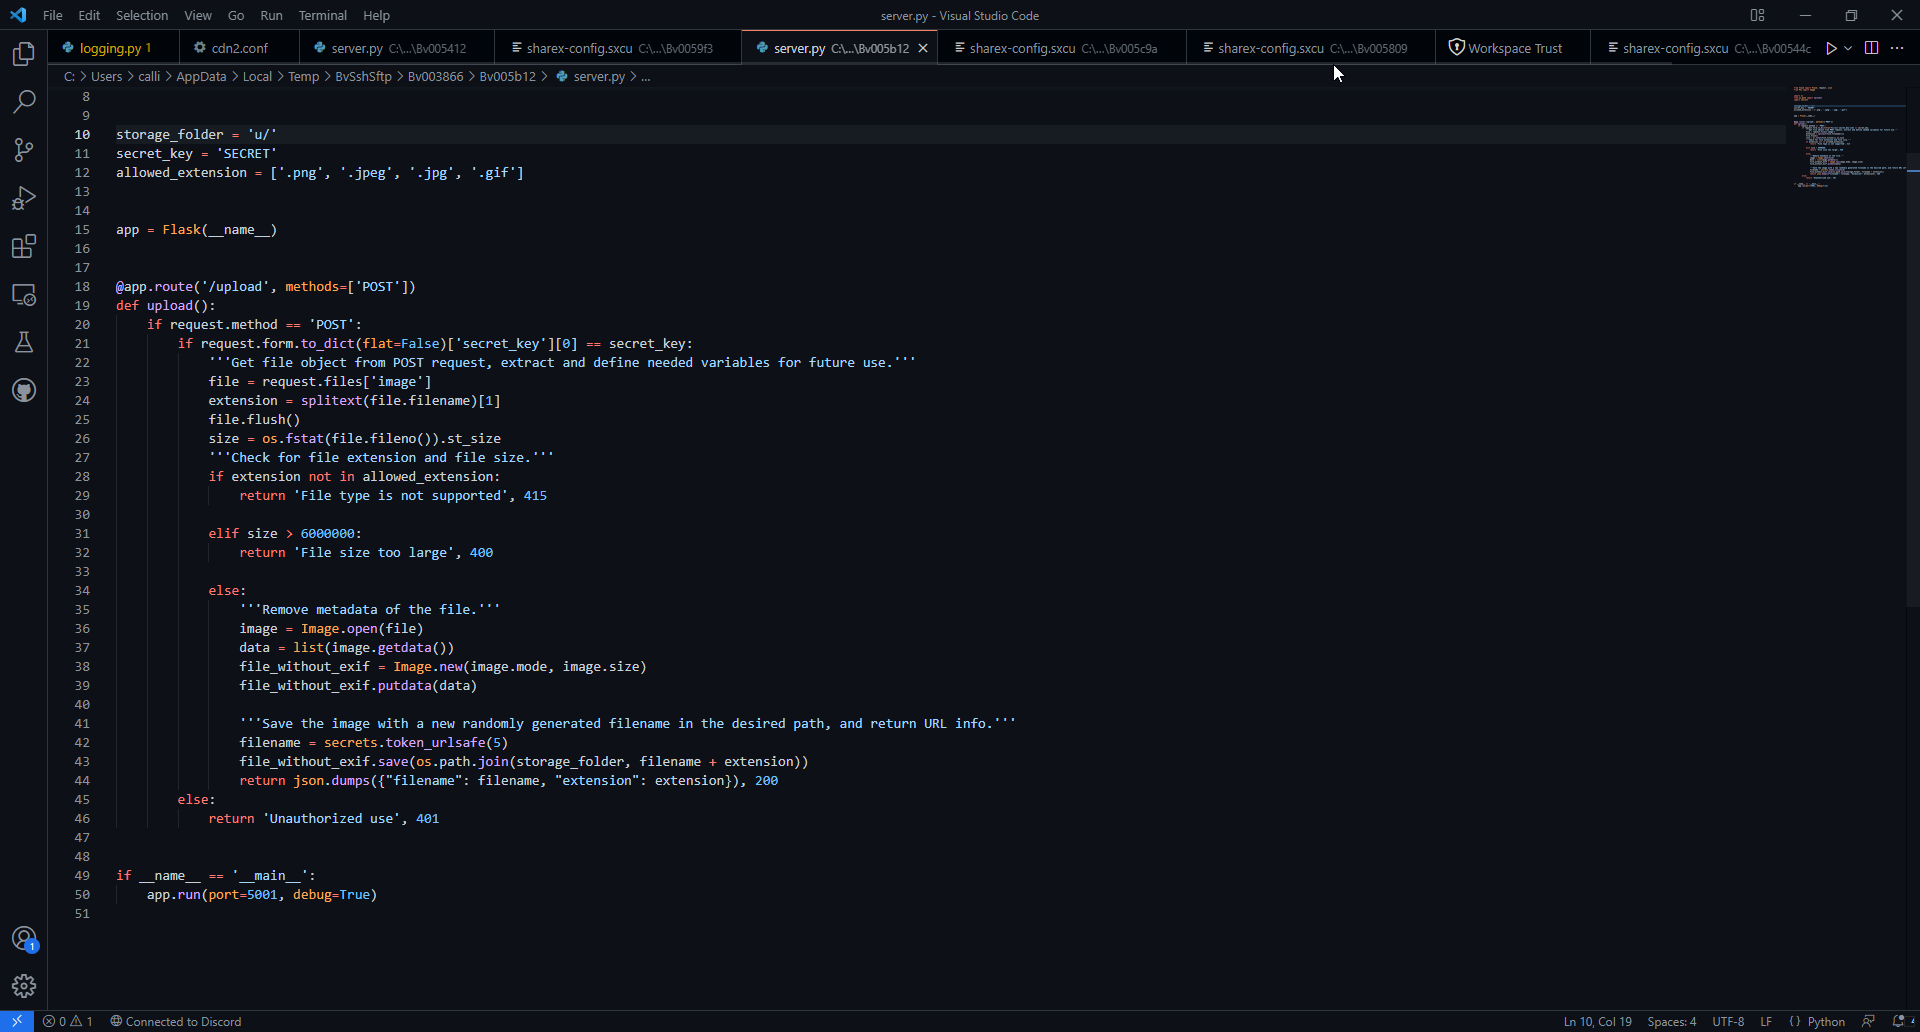 File Edit Selection View Go Run Terminal Help
server.py - Visual Studio Code
logging.py 1
cdn2.conf
server.py C:\...\Bv005412
sharex-config.sxcu C:\...\Bv0059f3
server.py C:\...\Bv005b12
sharex-config.sxcu C:\...\Bv005c9a
sharex-config.sxcu C:\...\Bv005809
Workspace Trust
sharex-config.sxcu C:\...\Bv00544c
C: > Users > calli > AppData > Local > Temp > BvSshSftp > Bv003866 > Bv005b12 > server.py > ...
8
9
10 storage_folder = 'u/'
11 secret_key = 'SECRET'
12 allowed_extension = ['.png', '.jpeg', '.jpg', '.gif']
13
14
15 app = Flask(__name__)
16
17
18 @app.route('/upload', methods=['POST'])
19 def upload():
20 if request.method == 'POST':
21 if request.form.to_dict(flat=False)['secret_key'][0] == secret_key:
22 '''Get file object from POST request, extract and define needed variables for future use.'''
23 file = request.files['image']
24 extension = splitext(file.filename)[1]
25 file.flush()
26 size = os.fstat(file.fileno()).st_size
27 '''Check for file extension and file size.'''
28 if extension not in allowed_extension:
29 return 'File type is not supported', 415
30
31 elif size > 6000000:
32 return 'File size too large', 400
33
34 else:
35 '''Remove metadata of the file.'''
36 image = Image.open(file)
37 data = list(image.getdata())
38 file_without_exif = Image.new(image.mode, image.size)
39 file_without_exif.putdata(data)
40
41 '''Save the image with a new randomly generated filename in the desired path, and return URL info.'''
42 filename = secrets.token_urlsafe(5)
43 file_without_exif.save(os.path.join(storage_folder, filename + extension))
44 return json.dumps({"filename": filename, "extension": extension}), 200
45 else:
46 return 'Unauthorized use', 401
47
48
49 if __name__ == '__main__':
50 app.run(port=5001, debug=True)
51
1
0 1 Connected to Discord
Ln 10, Col 19 Spaces: 4 UTF-8 LF { } Python